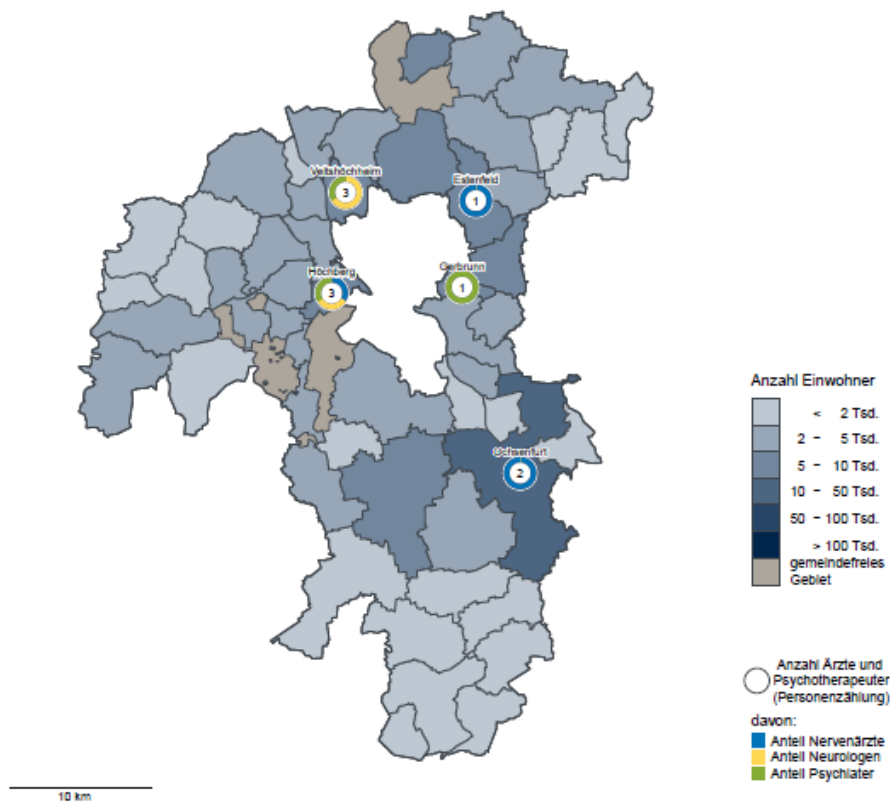 Veitshöchheim
3
Estenfeld
1
Höchberg
3
Gerbrunn
1
Ochsenfurt
2
Anzahl Einwohner
< 2 Tsd.
2 – 5 Tsd.
5 – 10 Tsd.
10 – 50 Tsd.
50 – 100 Tsd.
> 100 Tsd.
gemeindefreies
Gebiet
Anzahl Ärzte und
Psychotherapeuten
(Personenzählung)
davon:
Anteil Nervenärzte
Anteil Neurologen
Anteil Psychiater
10 km